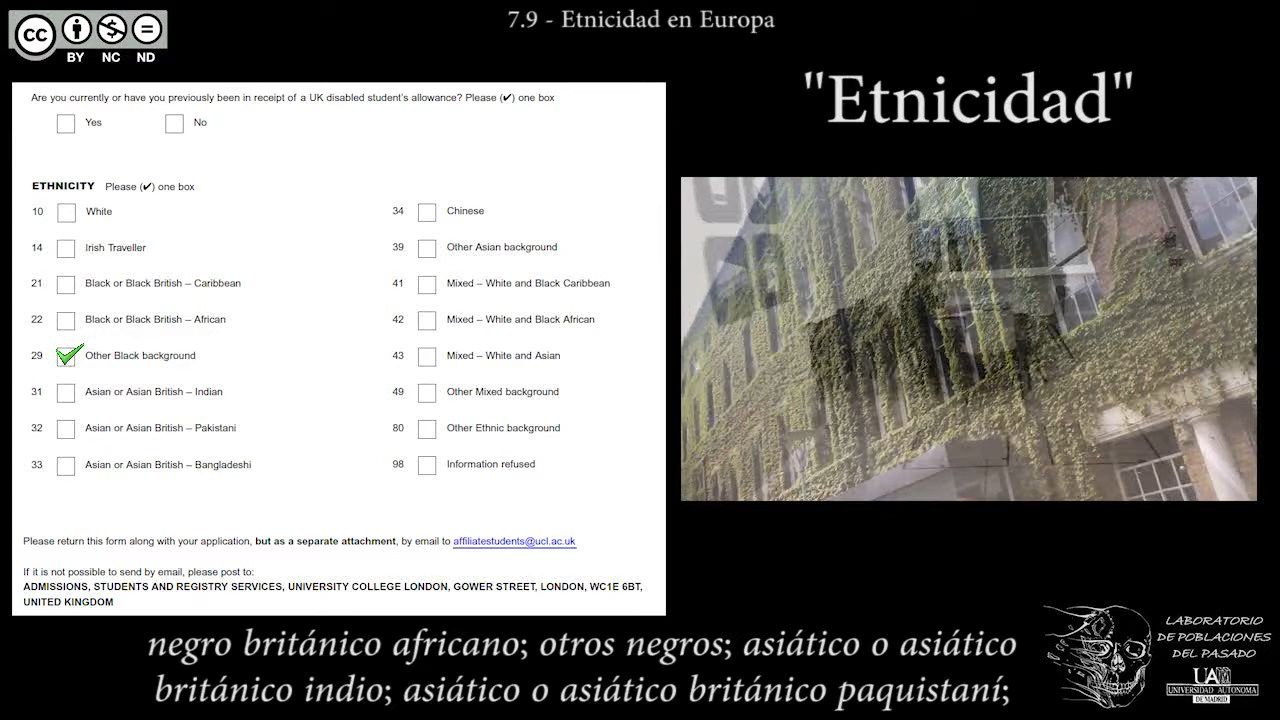 7.9 - Etnicidad en Europa
cc
BY NC ND
"Etnicidad"
Are you currently or have you previously been in receipt of a UK disabled student's allowance? Please (✔) one box
Yes No
ETHNICITY Please (✔) one box
10 White
14 Irish Traveller
21 Black or Black British – Caribbean
22 Black or Black British – African
29 Other Black background
31 Asian or Asian British – Indian
32 Asian or Asian British – Pakistani
33 Asian or Asian British – Bangladeshi
34 Chinese
39 Other Asian background
41 Mixed – White and Black Caribbean
42 Mixed – White and Black African
43 Mixed – White and Asian
49 Other Mixed background
80 Other Ethnic background
98 Information refused
Please return this form along with your application, but as a separate attachment, by email to affiliatestudents@ucl.ac.uk
If it is not possible to send by email, please post to:
ADMISSIONS, STUDENTS AND REGISTRY SERVICES, UNIVERSITY COLLEGE LONDON, GOWER STREET, LONDON, WC1E 6BT,
UNITED KINGDOM
negro británico africano; otros negros; asiático o asiático
británico indio; asiático o asiático británico paquistaní;
LABORATORIO
DE POBLACIONES
DEL PASADO
UAM
UNIVERSIDAD AUTONOMA
DE MADRID